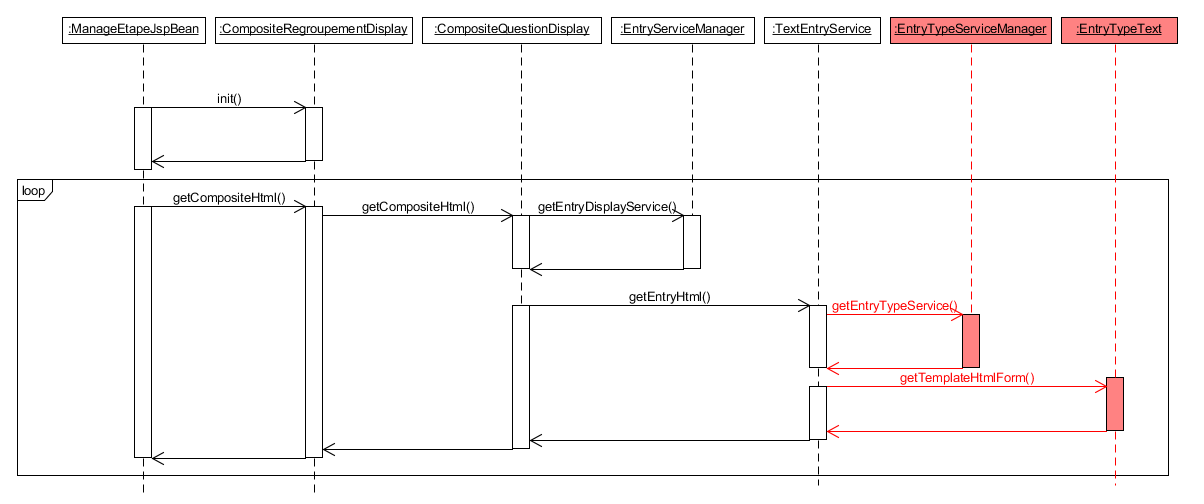 :ManageEtapeJspBean
:CompositeRegroupementDisplay
:CompositeQuestionDisplay
:EntryServiceManager
:TextEntryService
:EntryTypeServiceManager
:EntryTypeText
init()
loop
getCompositeHtml()
getCompositeHtml()
getEntryDisplayService()
getEntryHtml()
getEntryTypeService()
getTemplateHtmlForm()